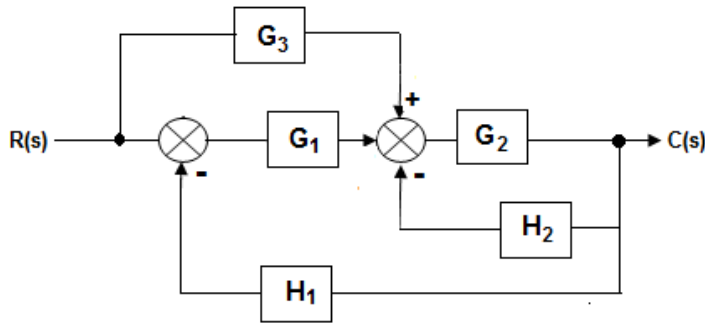 G₃
+
R(s)
G₁
G₂
C(s)
-
-
H₂
H₁